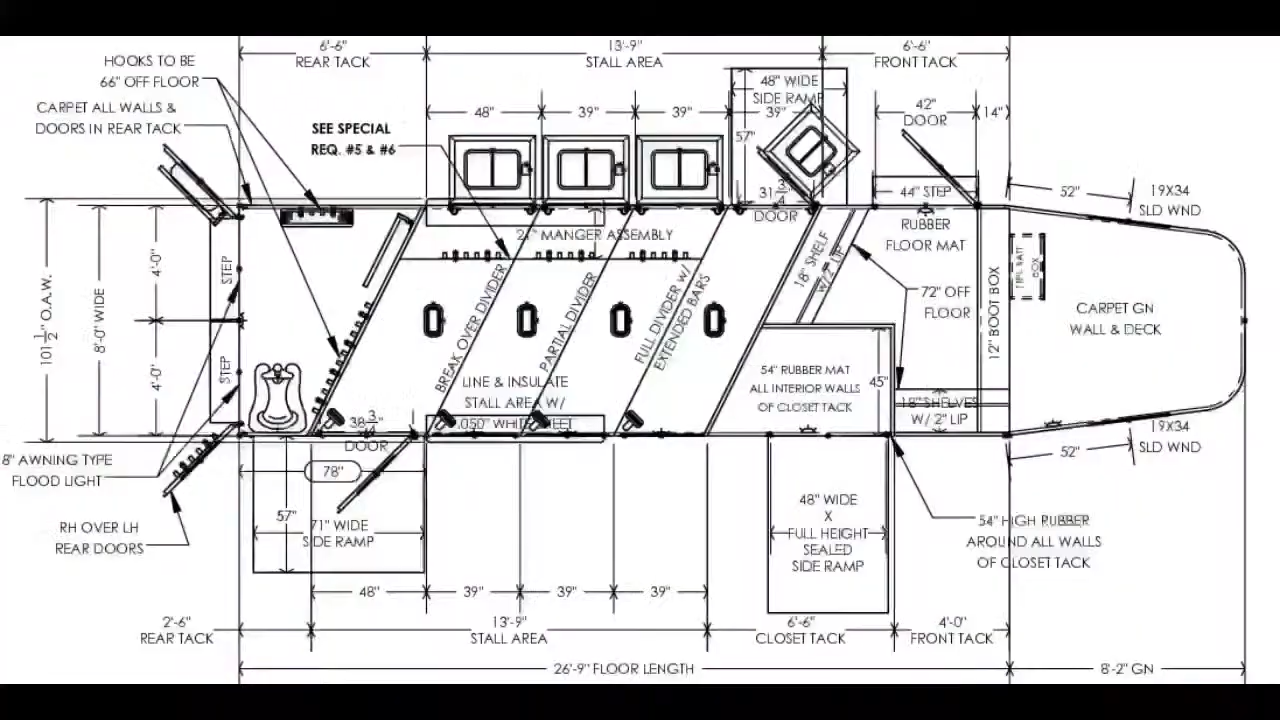 6'-6"
REAR TACK
13'-9"
STALL AREA
6'-6"
FRONT TACK
HOOKS TO BE
66" OFF FLOOR
CARPET ALL WALLS &
DOORS IN REAR TACK
SEE SPECIAL
REQ. #5 & #6
48"
39"
39"
39"
48" WIDE
SIDE RAMP
57"
42"
DOOR
14"
31 3/4"
DOOR
44" STEP
52"
19X34
SLD WND
RUBBER
FLOOR MAT
21" MANGER ASSEMBLY
18" SHELF
W/2" LIP
72" OFF
FLOOR
12" BOOT BOX
BOX
CARPET GN
WALL & DECK
101 1/2" O.A.W.
8'-0" WIDE
4'-0"
4'-0"
STEP
STEP
BREAK OVER DIVIDER
PARTIAL DIVIDER
FULL DIVIDER W/
EXTENDED BARS
LINE & INSULATE
STALL AREA W/
.050" WHITE SHEET
54" RUBBER MAT
ALL INTERIOR WALLS
OF CLOSET TACK
45"
18" SHELVES
W/ 2" LIP
38 3/4"
DOOR
8" AWNING TYPE
FLOOD LIGHT
78"
57"
71" WIDE
SIDE RAMP
RH OVER LH
REAR DOORS
48" WIDE
X
FULL HEIGHT
SEALED
SIDE RAMP
52"
19X34
SLD WND
54" HIGH RUBBER
AROUND ALL WALLS
OF CLOSET TACK
48"
39"
39"
39"
2'-6"
REAR TACK
13'-9"
STALL AREA
6'-6"
CLOSET TACK
4'-0"
FRONT TACK
26'-9" FLOOR LENGTH
8'-2" GN